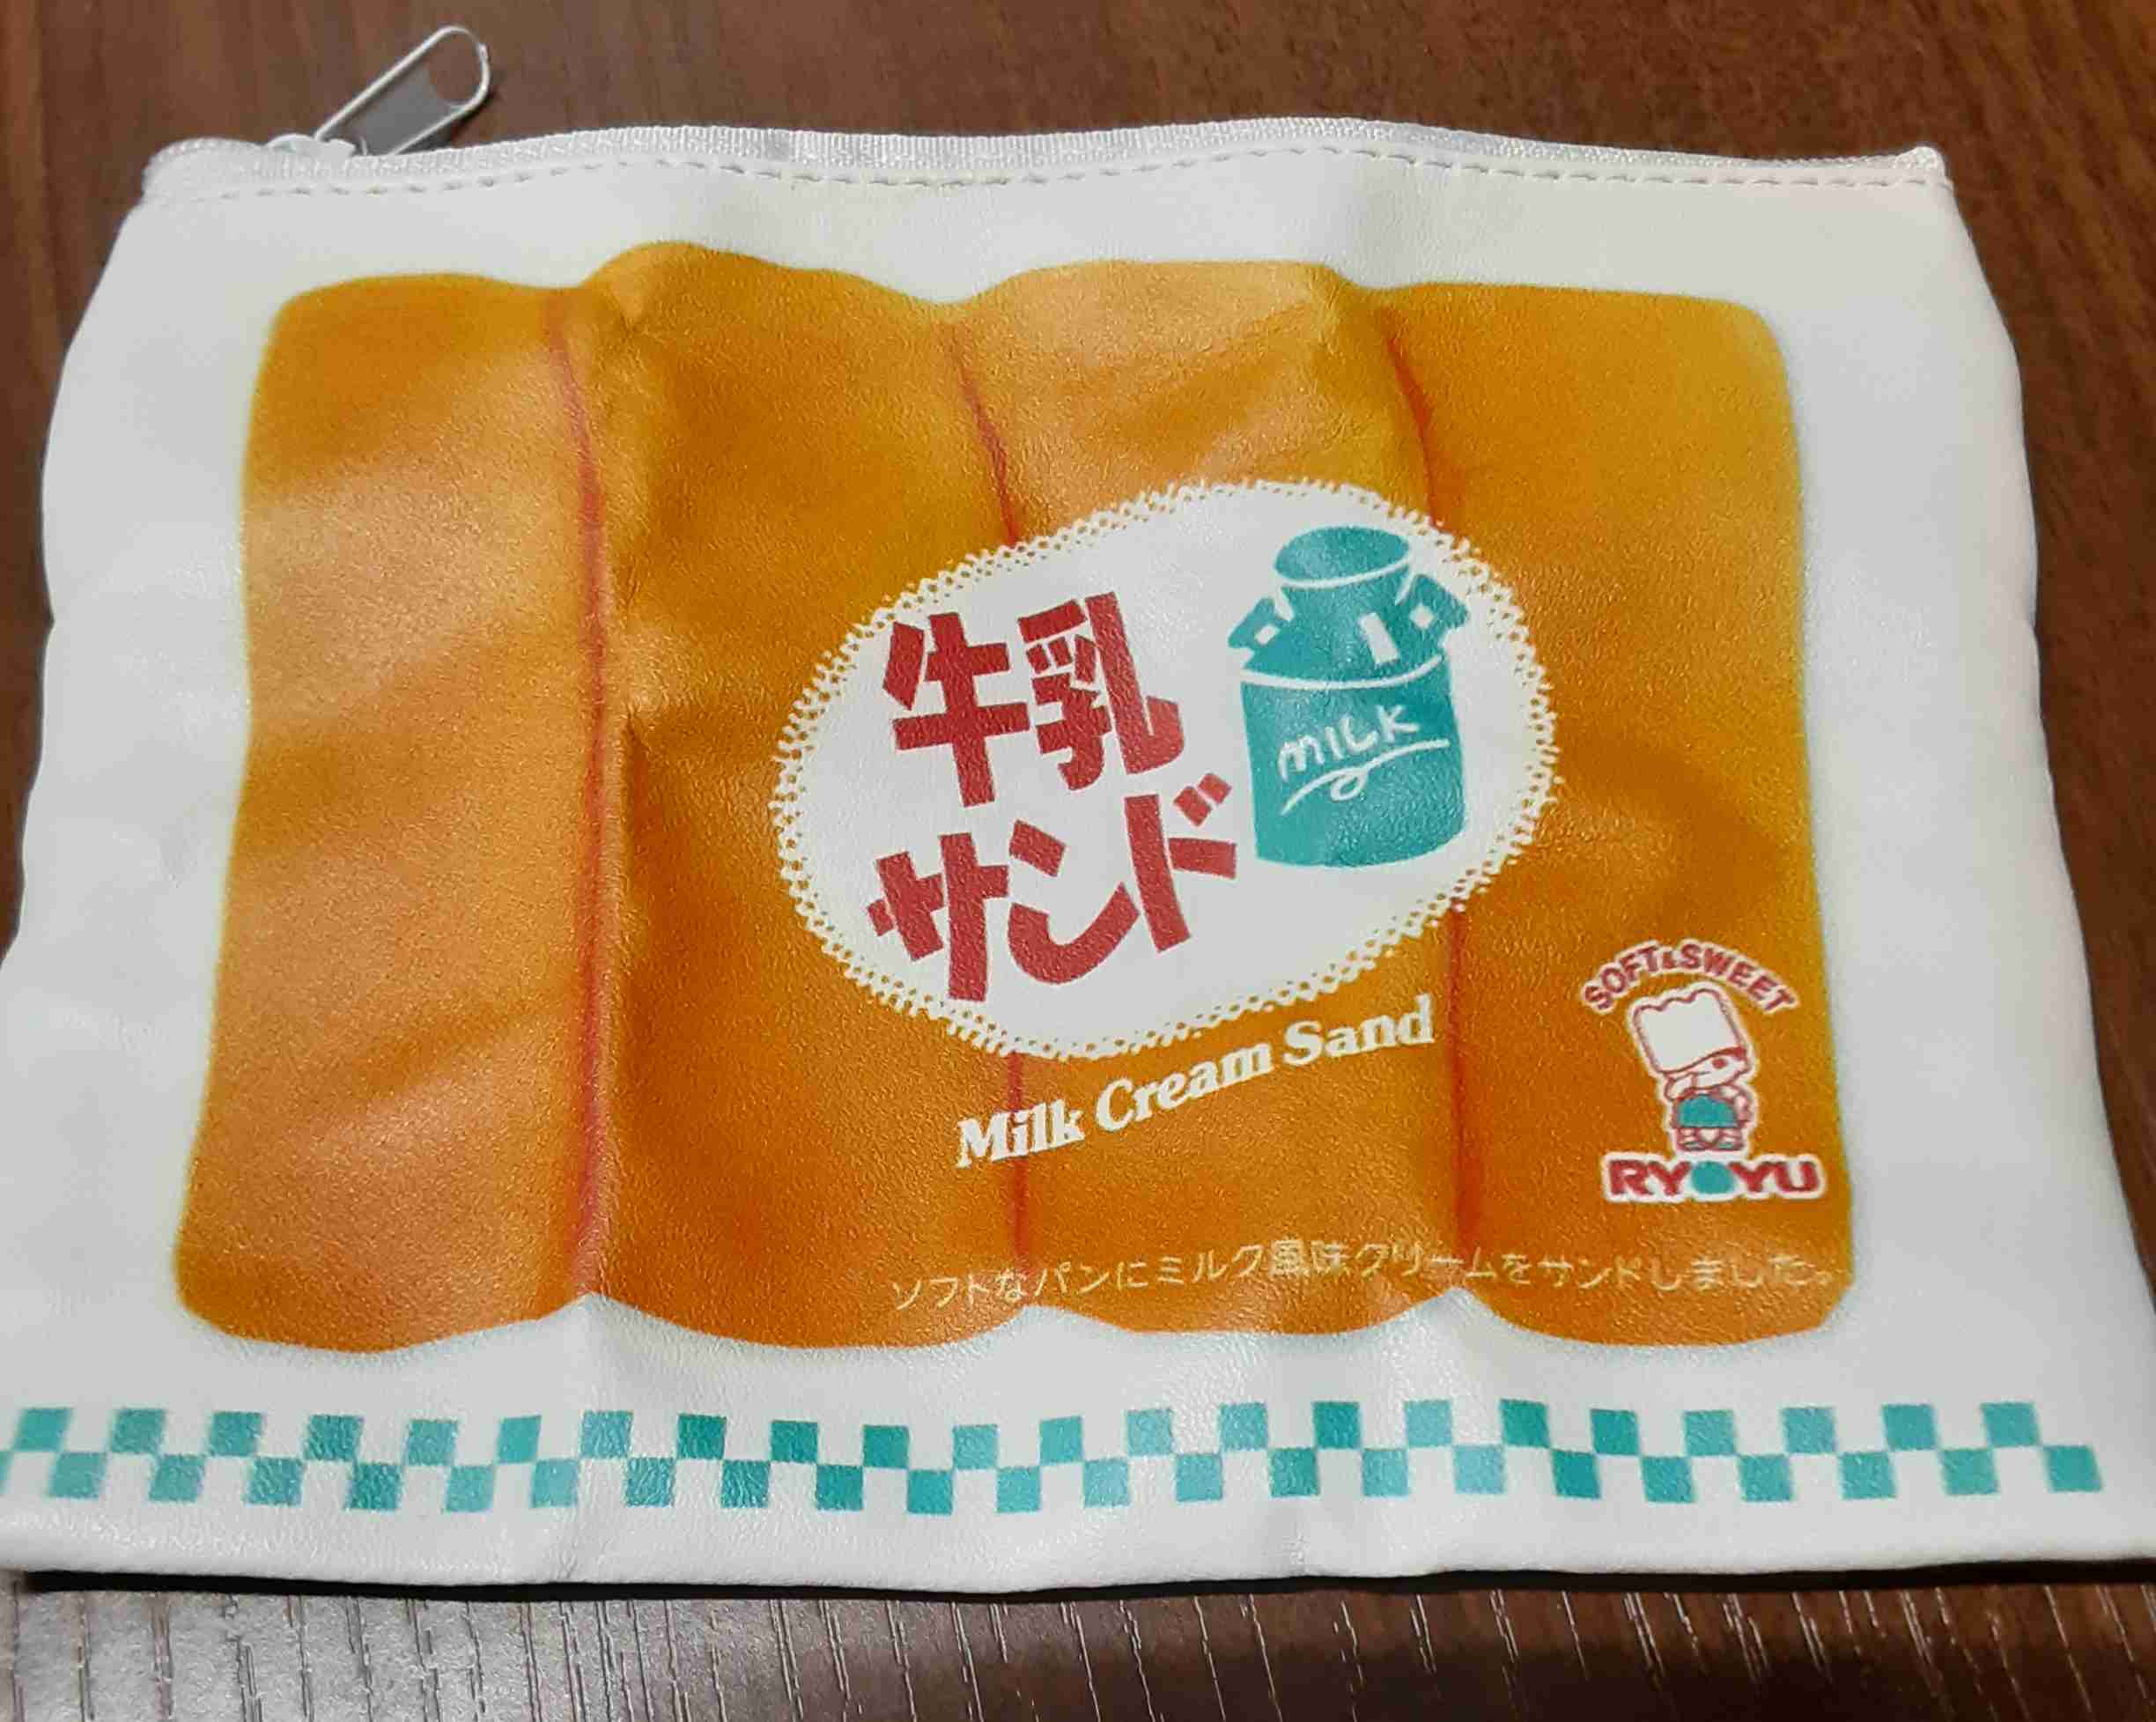 牛乳
サンド
MILK
Milk Cream Sand
SOFT&SWEET
RYOYU
ソフトなパンにミルク風味クリームをサンドしました。